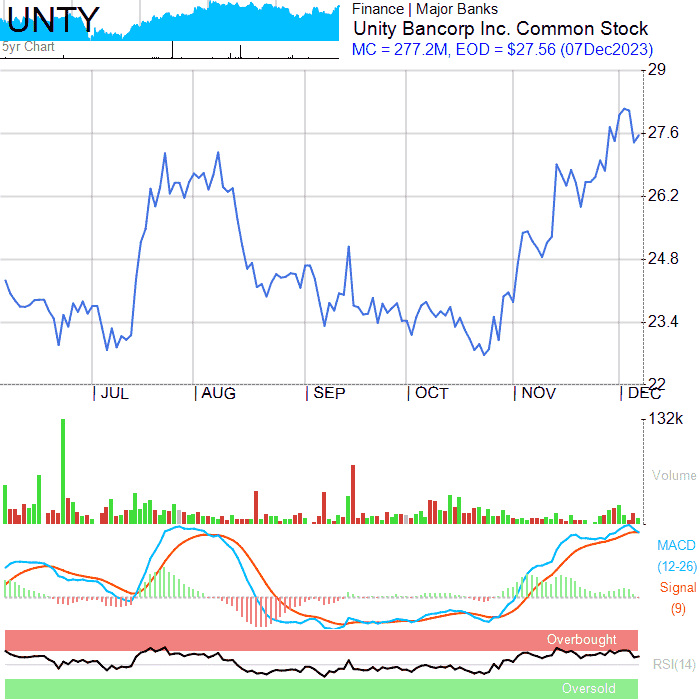 UNTY
5yr Chart
Finance | Major Banks
Unity Bancorp Inc. Common Stock
MC = 277.2M, EOD = $27.56 (07Dec2023)
29
27.6
26.2
24.8
23.4
22
JUL
AUG
SEP
OCT
NOV
DEC
132k
Volume
MACD
(12-26)
Signal
(9)
Overbought
RSI(14)
Oversold